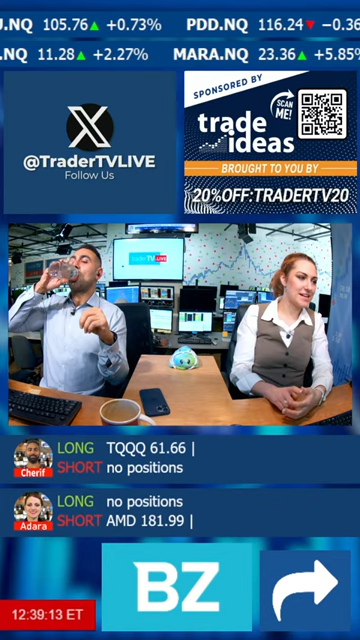 J.NQ 105.76▲ +0.73% PDD.NQ 116.24▼ -0.36
.NQ 11.28▲ +2.27% MARA.NQ 23.36▲ +5.85%
@TraderTVLIVE
Follow Us
SPONSORED BY
SCAN
ME!
trade
ideas
BROUGHT TO YOU BY
20%OFF:TRADERTV20
traderTV LIVE
LONG TQQQ 61.66 |
SHORT no positions
Cherif
LONG no positions
SHORT AMD 181.99 |
Adara
12:39:13 ET
BZ